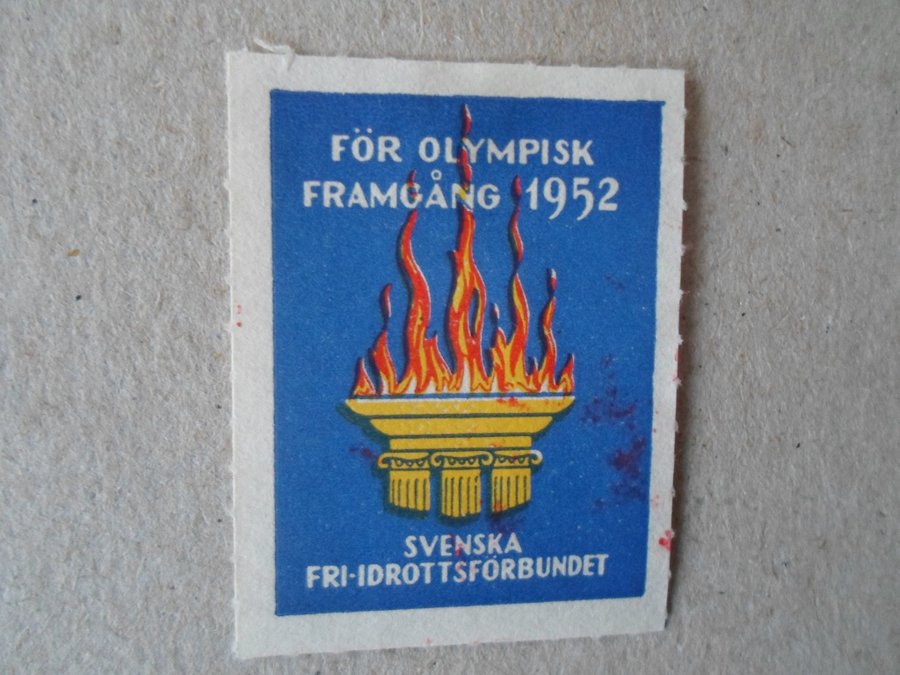 FÖR OLYMPISK
FRAMGÅNG 1952
SVENSKA
FRI-IDROTTSFÖRBUNDET